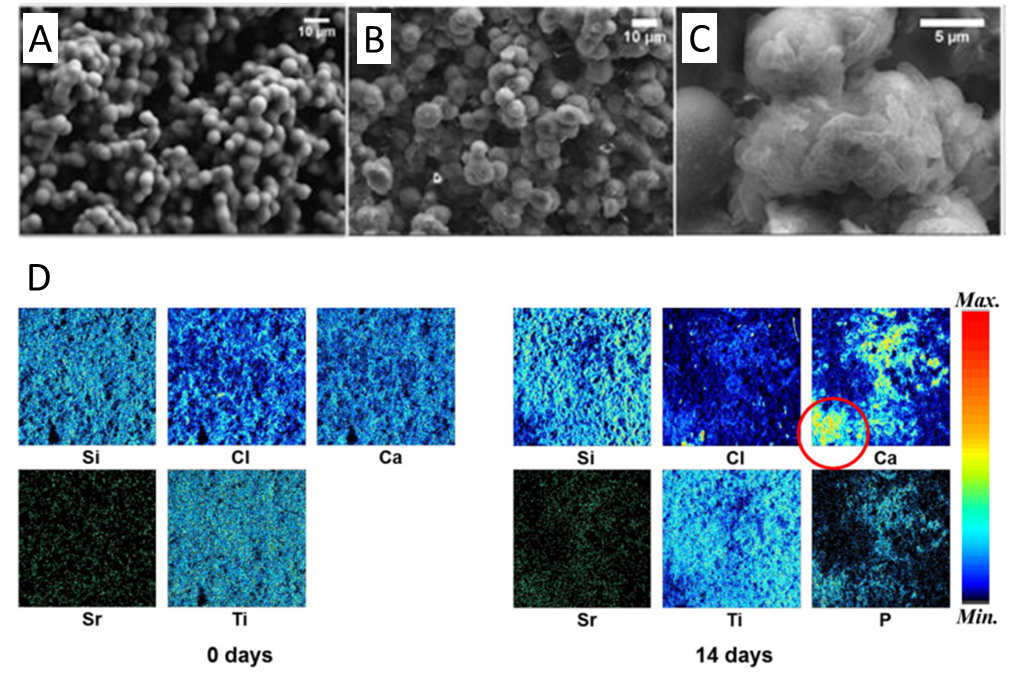 A
10 μm
B
10 μm
C
5 μm
D
Max.
Si
Cl
Ca
Si
Cl
Ca
Sr
Ti
Sr
Ti
P
Min.
0 days
14 days